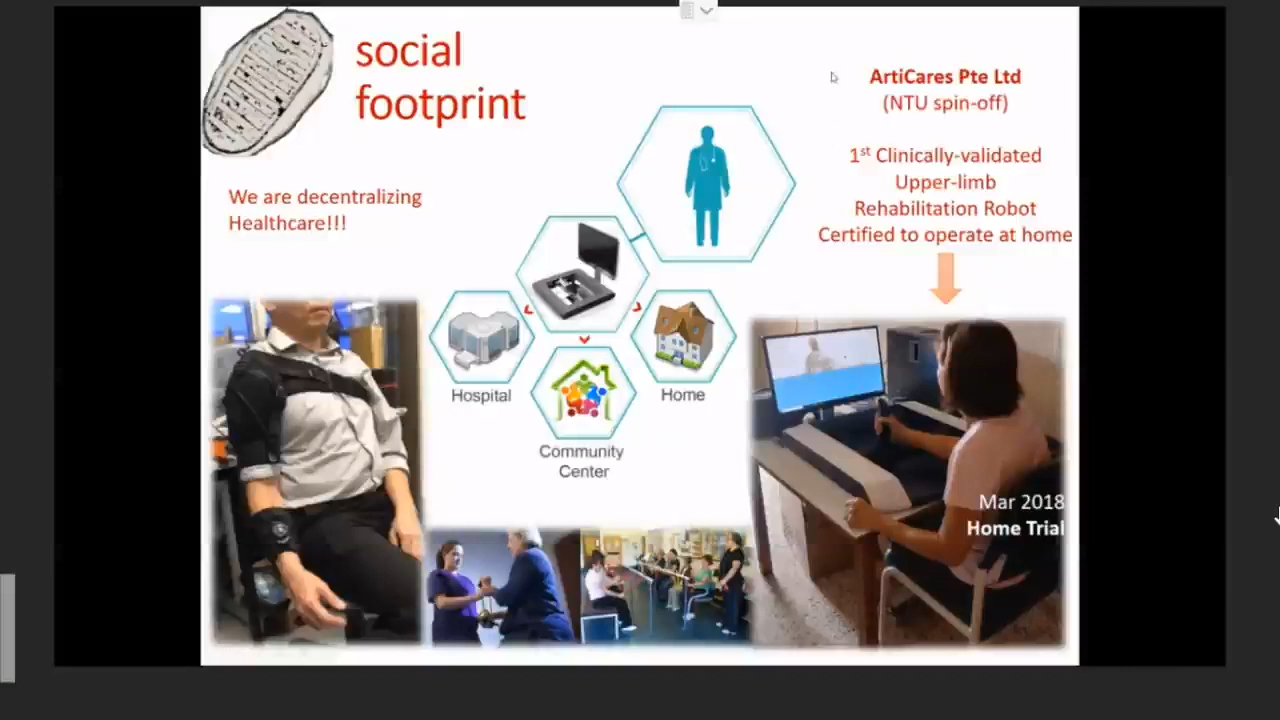 social
footprint
We are decentralizing
Healthcare!!!
ArtiCares Pte Ltd
(NTU spin-off)
1st Clinically-validated
Upper-limb
Rehabilitation Robot
Certified to operate at home
Hospital
Home
Community
Center
Mar 2018
Home Trial